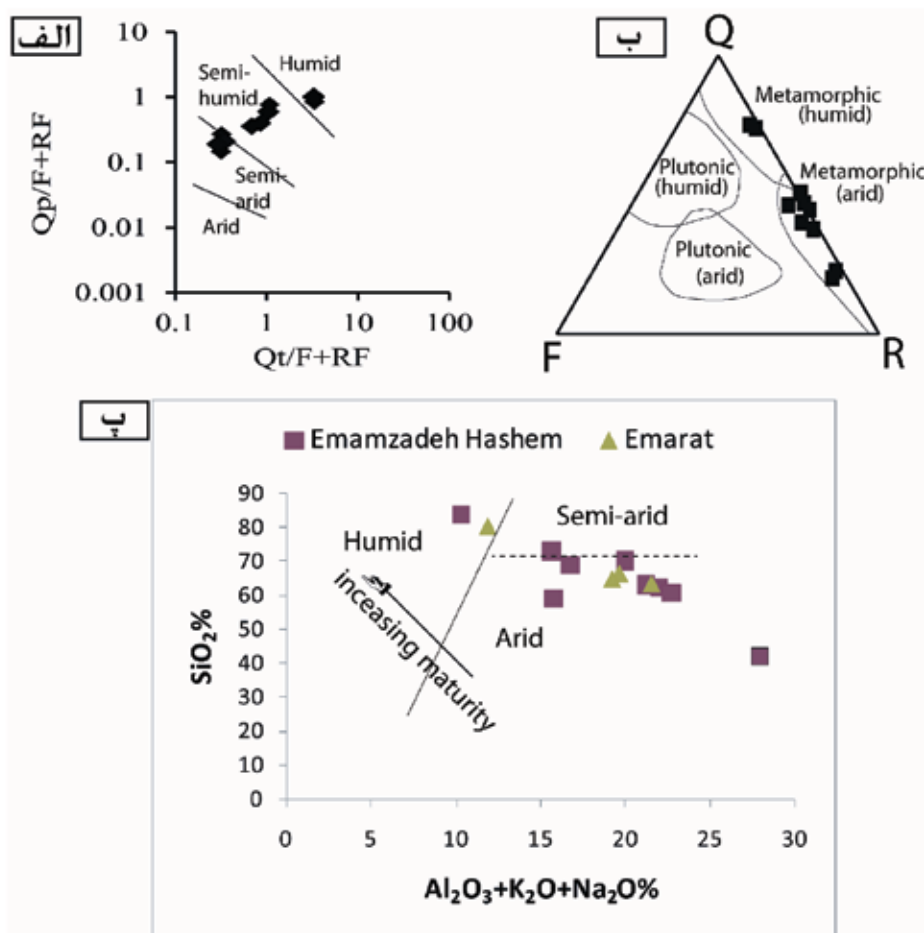 الف
10
1
0.1
0.01
0.001
Qp/F+RF
Semi-
humid
Humid
Semi-
arid
Arid
0.1 1 10 100
Qt/F+RF
ب
Q
Metamorphic
(humid)
Plutonic
(humid)
Metamorphic
(arid)
Plutonic
(arid)
F
R
پ
Emamzadeh Hashem Emarat
90
80
70
60
50
40
30
20
10
0
SiO₂%
Humid
Semi-arid
Arid
inceasing maturity
0 5 10 15 20 25 30
Al₂O₃+K₂O+Na₂O%